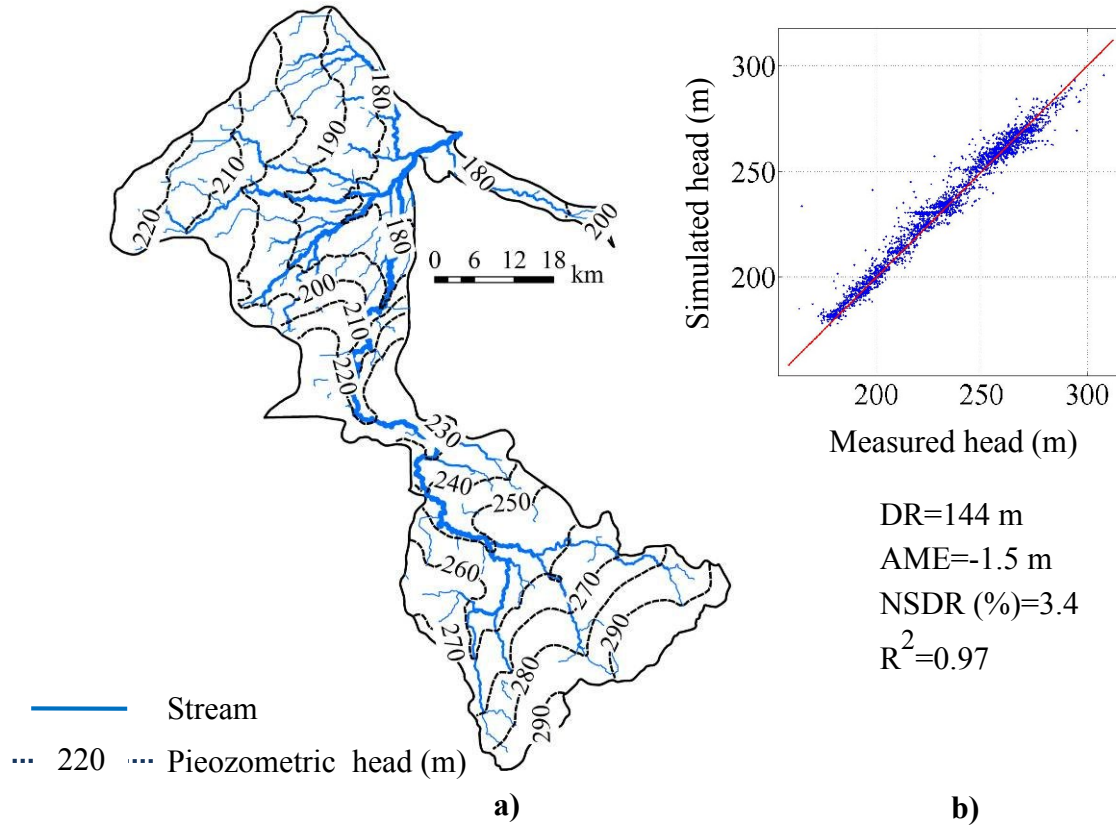 180
190
210
220
180
200
180
0 6 12 18
km
200
210
220
230
240
250
260
270
270
290
280
290
Stream
220 Pieozometric head (m)
a)
300
250
200
200 250 300
Simulated head (m)
Measured head (m)
DR=144 m
AME=-1.5 m
NSDR (%)=3.4
R²=0.97
b)